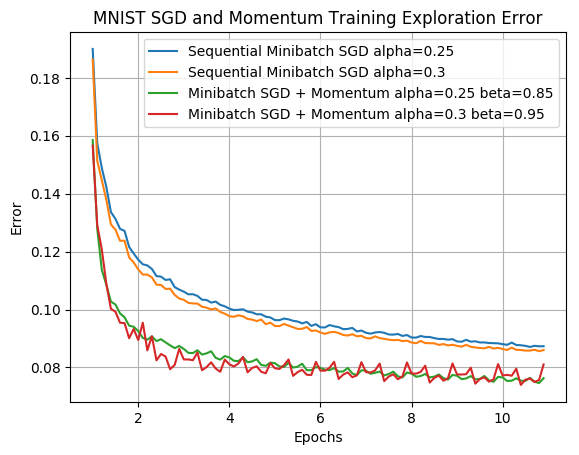 MNIST SGD and Momentum Training Exploration Error
Sequential Minibatch SGD alpha=0.25
Sequential Minibatch SGD alpha=0.3
Minibatch SGD + Momentum alpha=0.25 beta=0.85
Minibatch SGD + Momentum alpha=0.3 beta=0.95
0.18
0.16
0.14
0.12
0.10
0.08
Error
2 4 6 8 10
Epochs